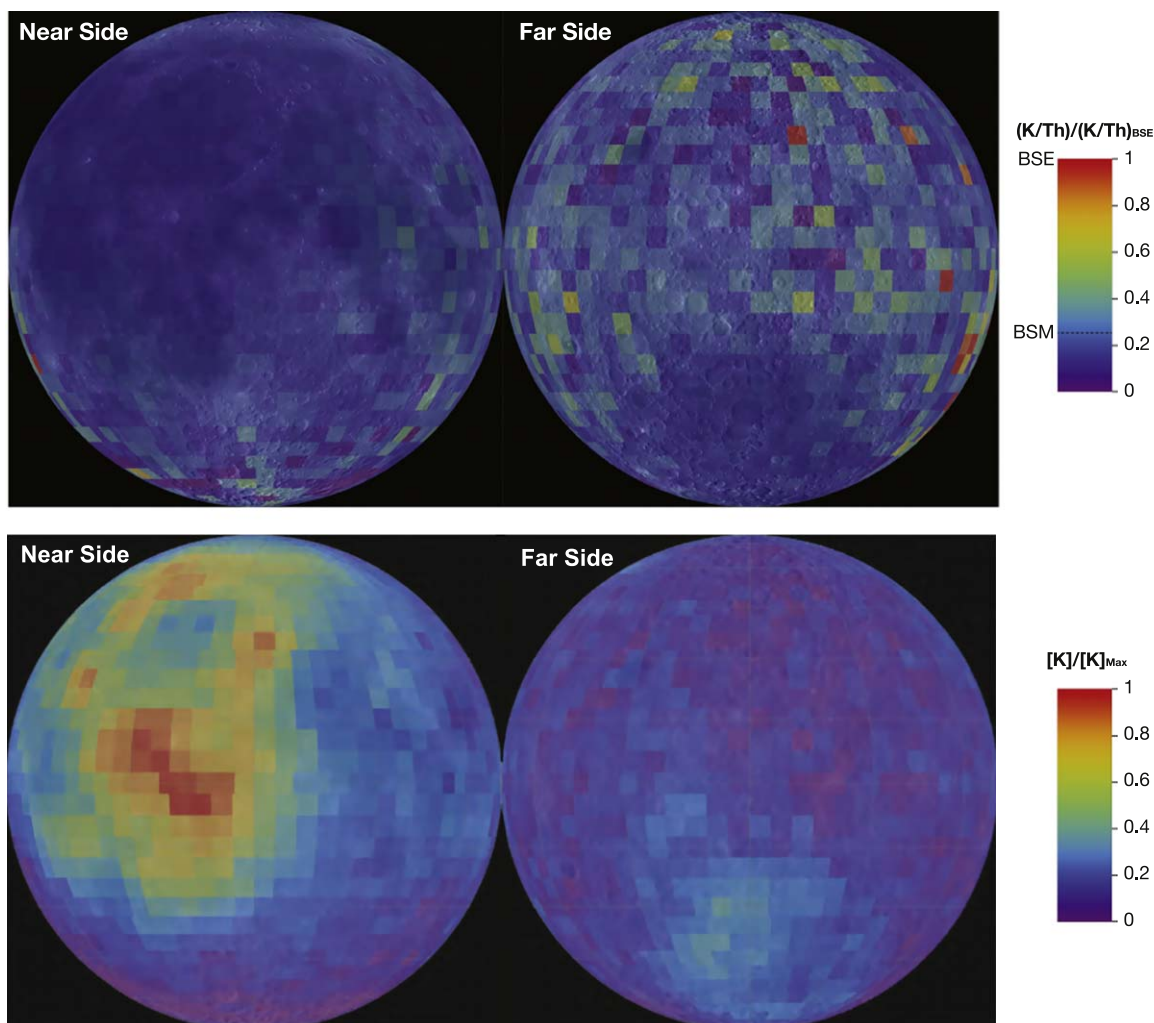 Near Side
Far Side
(K/Th)/(K/Th)BSE
BSE
1
0.8
0.6
0.4
BSM
0.2
0
Near Side
Far Side
[K]/[K]Max
1
0.8
0.6
0.4
0.2
0